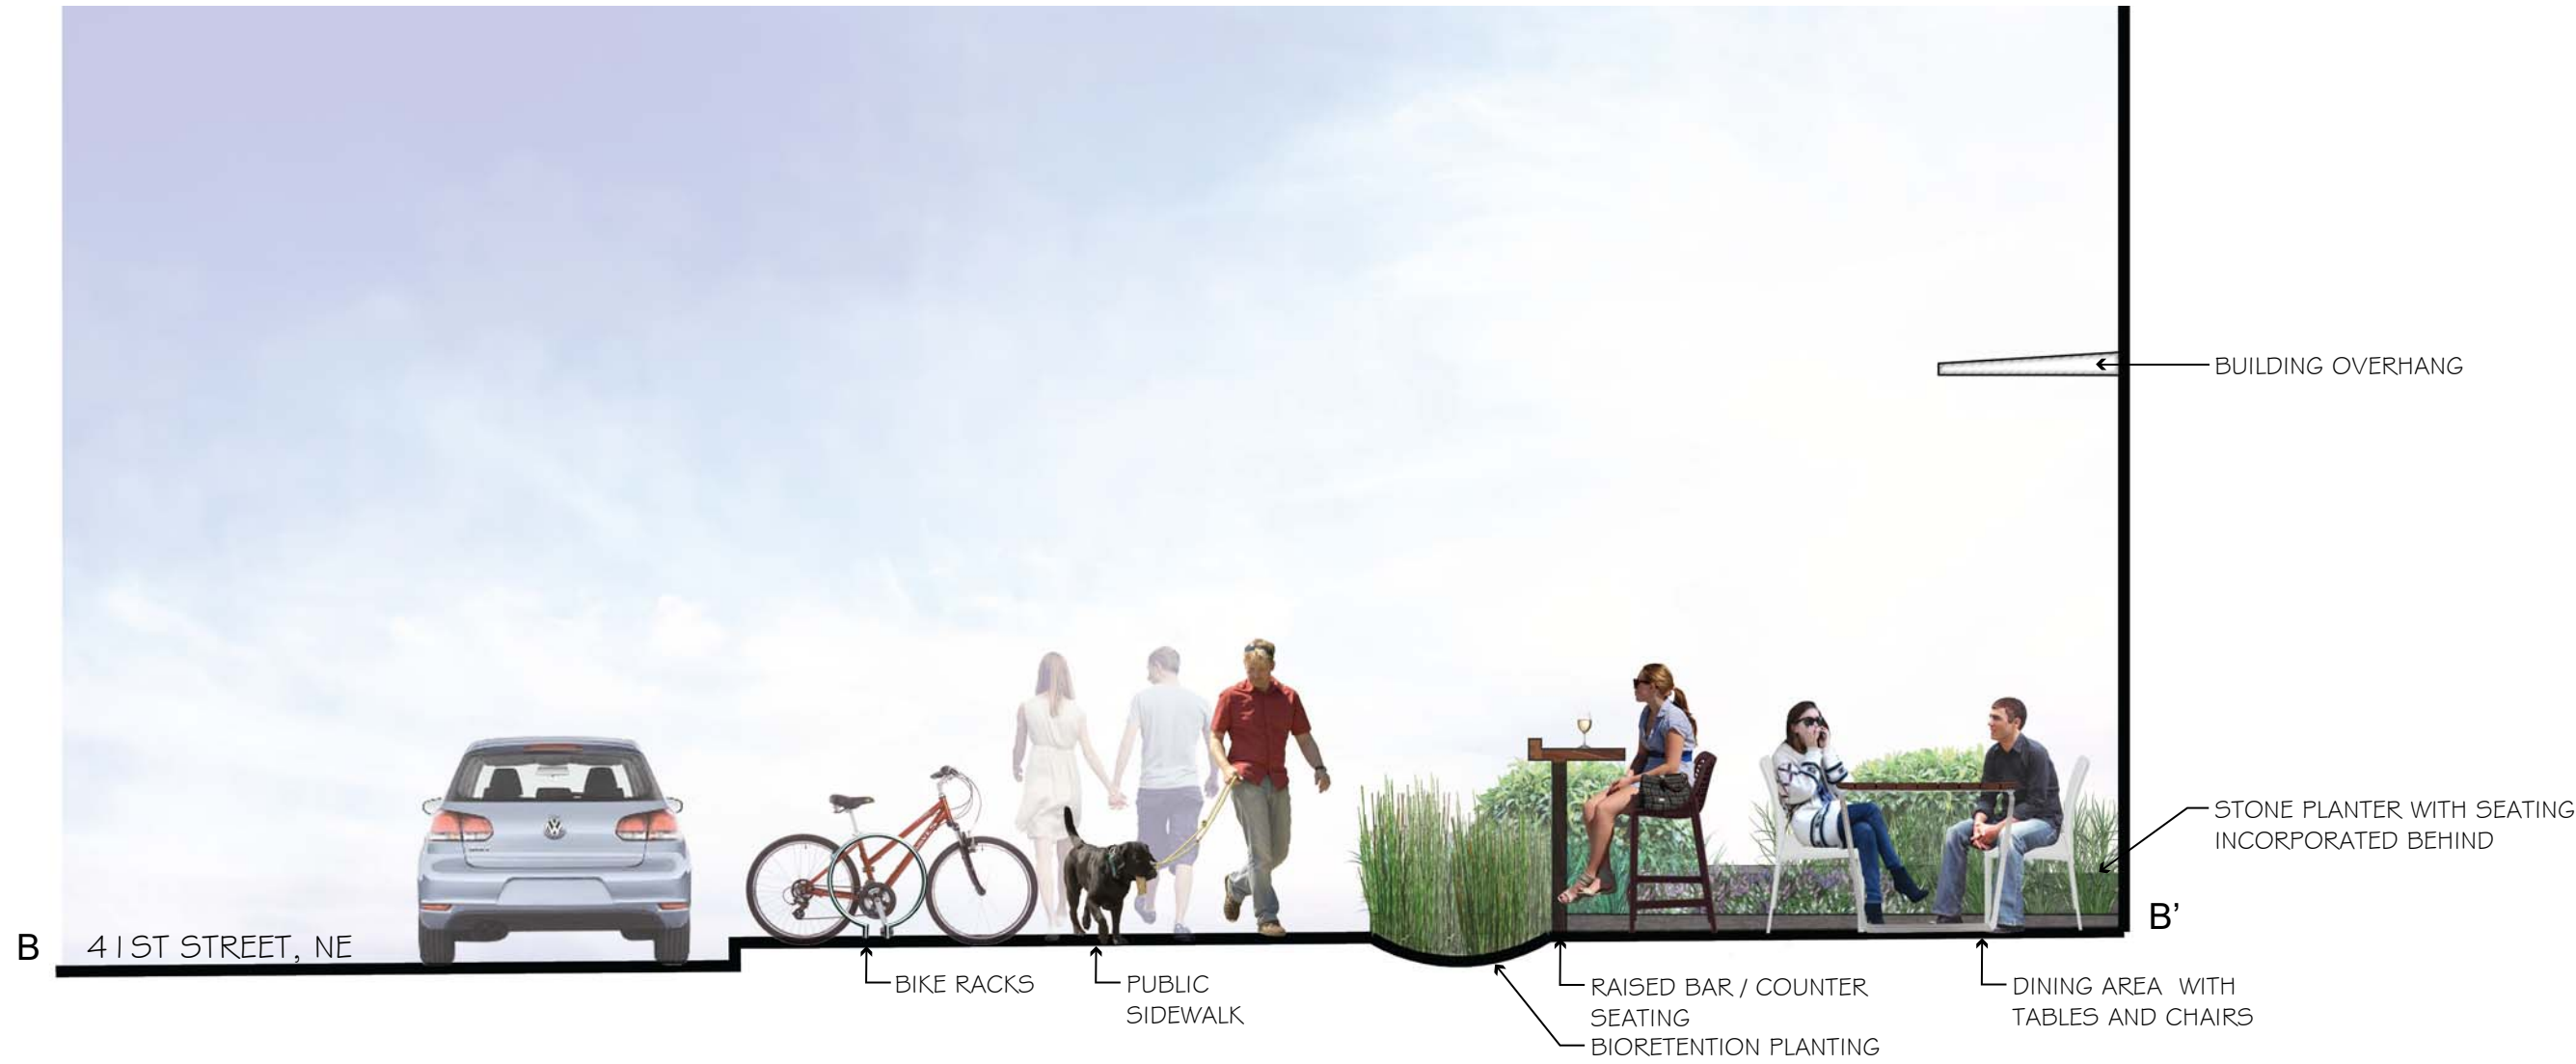 BUILDING OVERHANG
STONE PLANTER WITH SEATING
INCORPORATED BEHIND
B
41ST STREET, NE
B'
BIKE RACKS
PUBLIC
SIDEWALK
RAISED BAR / COUNTER
SEATING
BIORETENTION PLANTING
DINING AREA WITH
TABLES AND CHAIRS